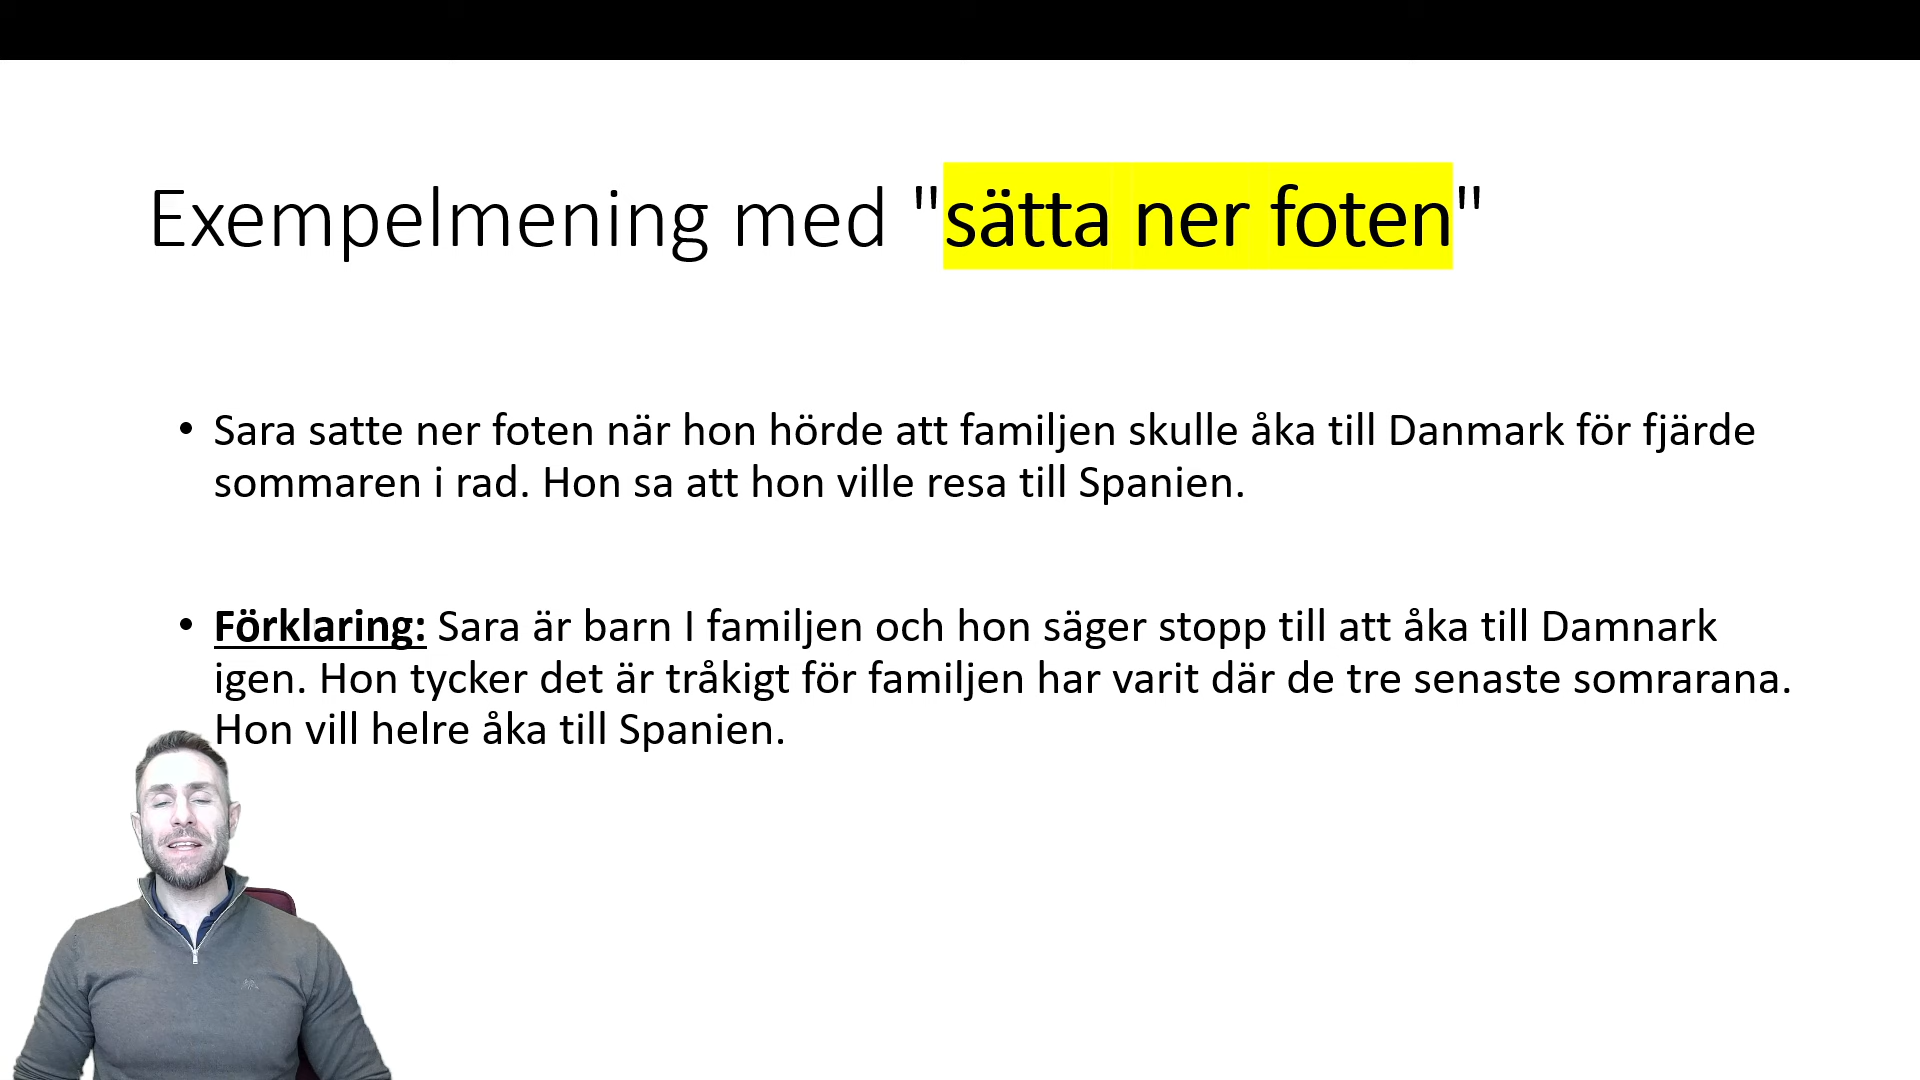 Exempelmening med "sätta ner foten"
• Sara satte ner foten när hon hörde att familjen skulle åka till Danmark för fjärde
sommaren i rad. Hon sa att hon ville resa till Spanien.
• Förklaring: Sara är barn I familjen och hon säger stopp till att åka till Damnark
igen. Hon tycker det är tråkigt för familjen har varit där de tre senaste somrarana.
Hon vill helre åka till Spanien.